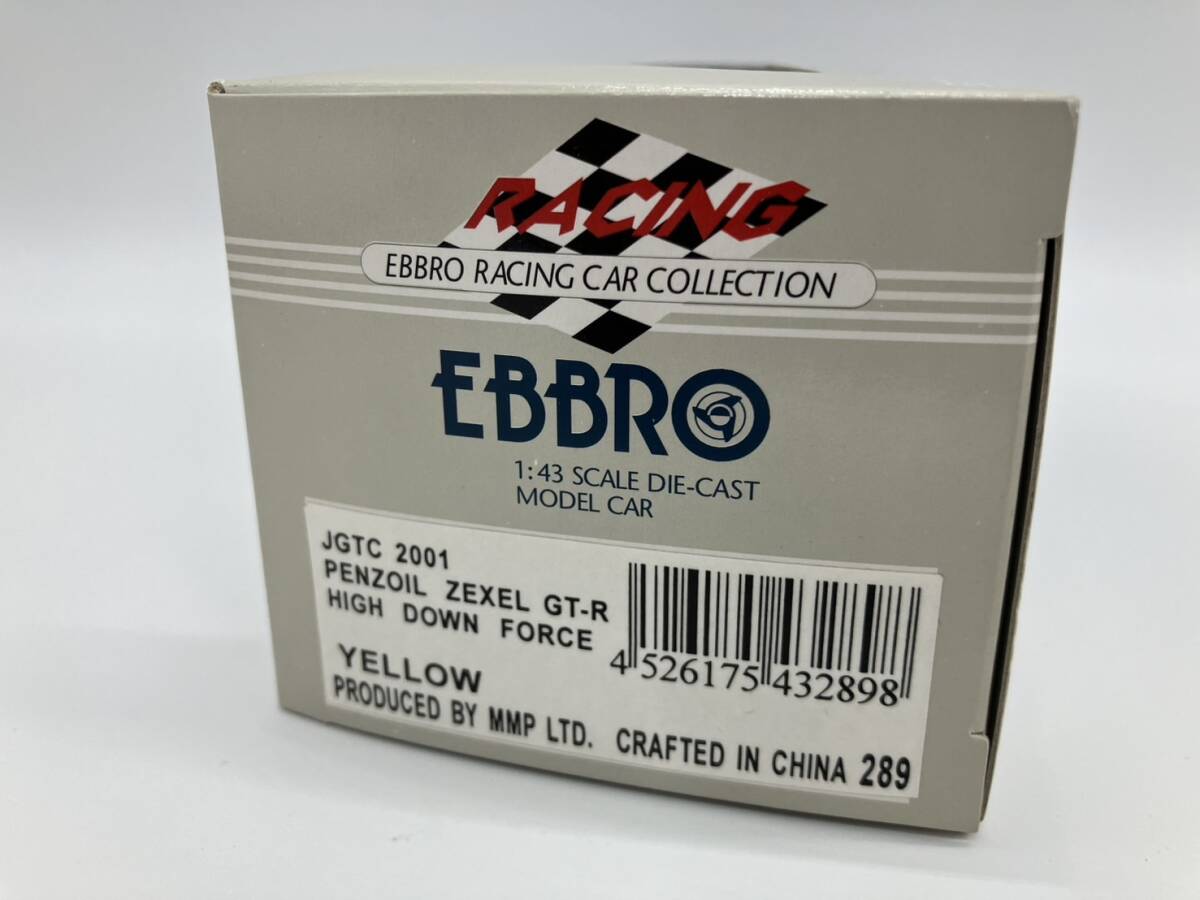 RACING
EBBRO RACING CAR COLLECTION
EBBRO
1:43 SCALE DIE-CAST
MODEL CAR
JGTC 2001
PENZOIL ZEXEL GT-R
HIGH DOWN FORCE
YELLOW
4 526175 432898
PRODUCED BY MMP LTD. CRAFTED IN CHINA 289